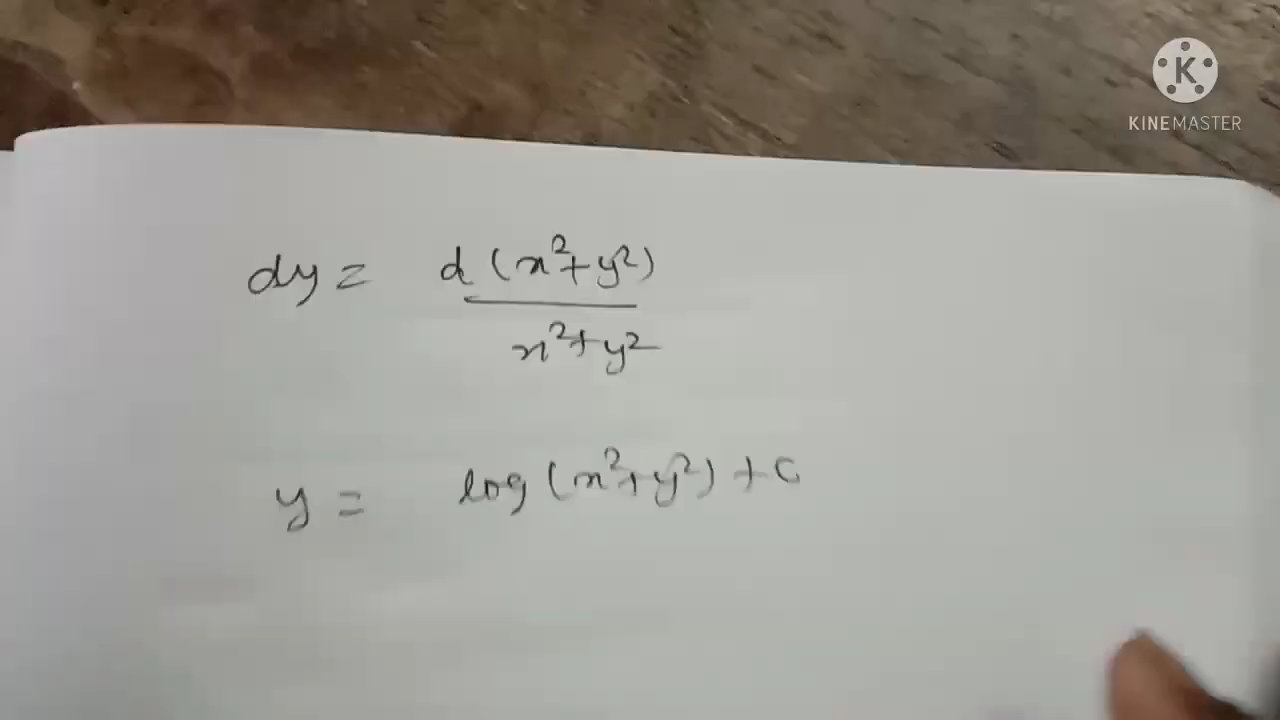 K
KINEMASTER
dy = d(x²+y²)
x²+y²
y = log(x²+y²) + c